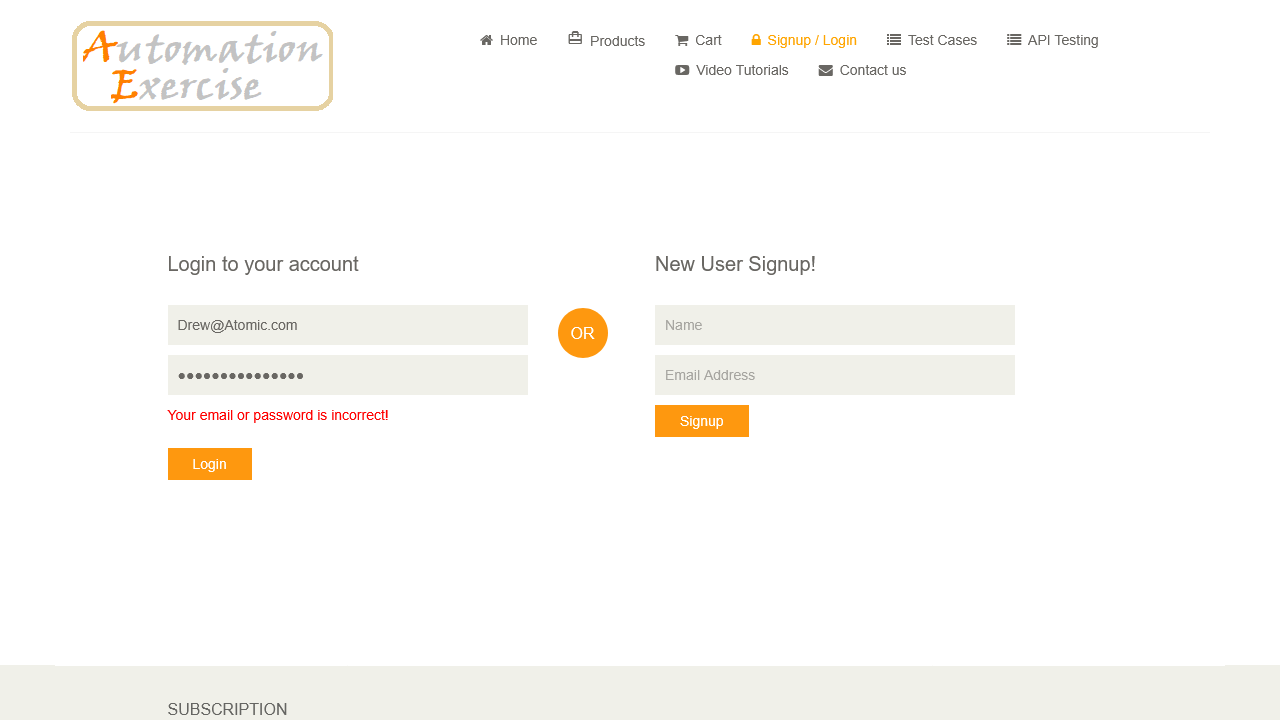 Automation
Exercise
Home
Products
Cart
Signup / Login
Test Cases
API Testing
Video Tutorials
Contact us
Login to your account
Drew@Atomic.com
●●●●●●●●●●●●●●●
Your email or password is incorrect!
Login
OR
New User Signup!
Name
Email Address
Signup
SUBSCRIPTION